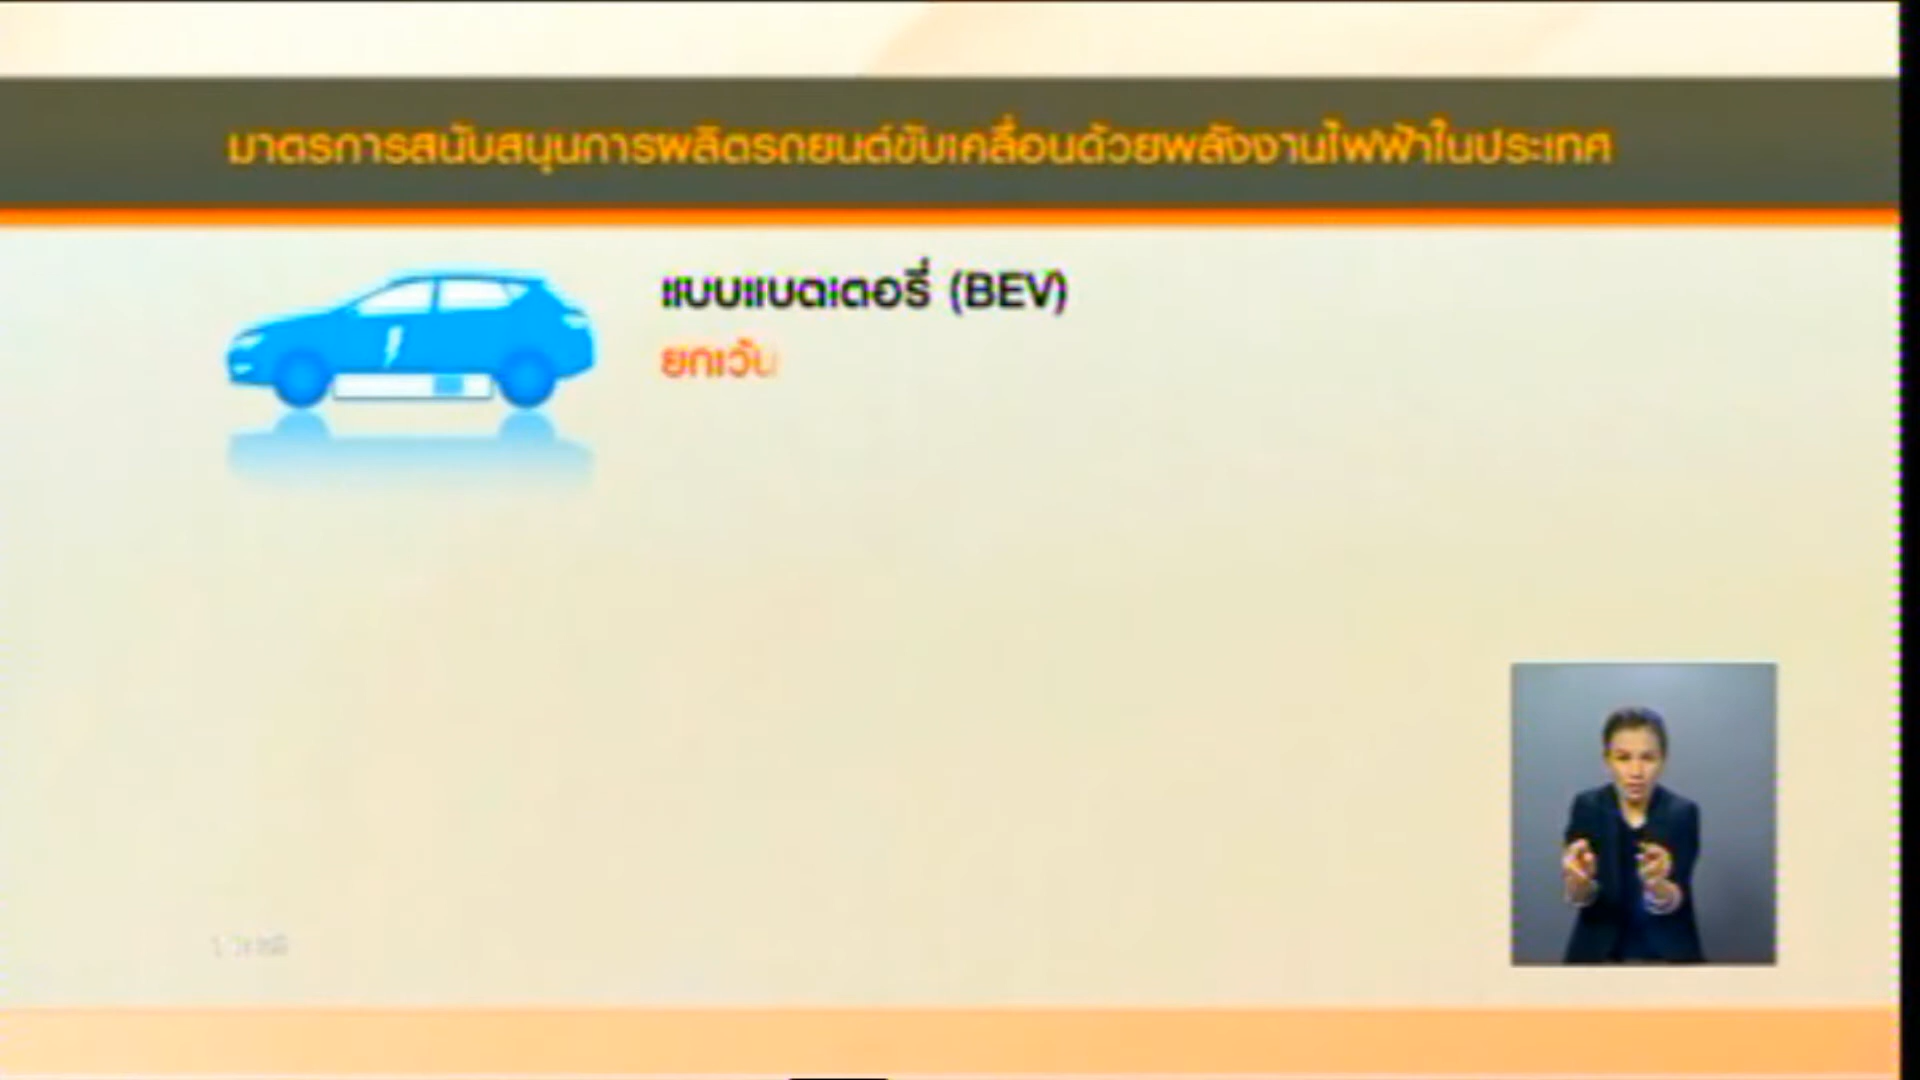 มาตรการสนับสนุนการผลิตรถยนต์ขับเคลื่อนด้วยพลังงานไฟฟ้าในประเทศ
แบบแบตเตอรี่ (BEV)
ยกเว้น